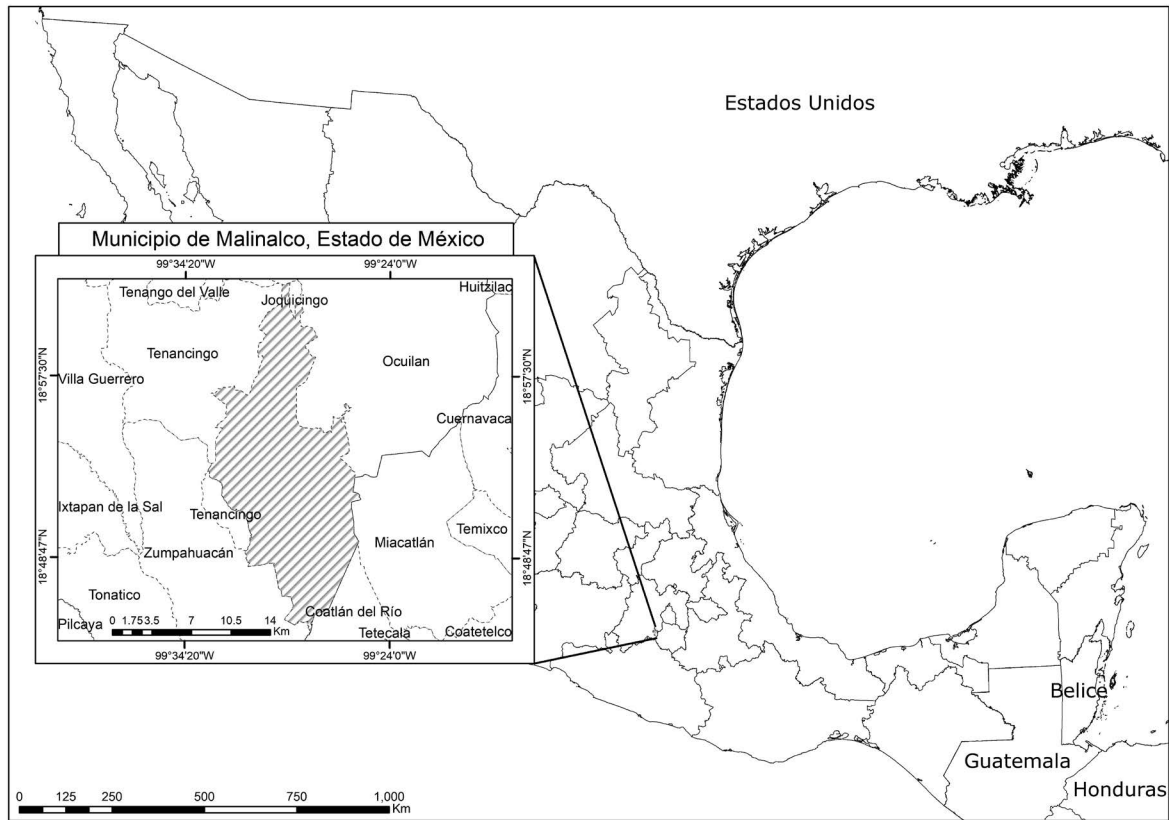 Estados Unidos
Municipio de Malinalco, Estado de México
99°34'20"W 99°24'0"W
Tenango del Valle
Joquicingo
Huitzilac
Tenancingo
Ocuilan
18°57'30"N
18°57'30"N
Villa Guerrero
Cuernavaca
Ixtapan de la Sal
Tenancingo
Temixco
Zumpahuacán
Miacatlán
18°48'47"N
18°48'47"N
Tonatico
Coatlán del Río
Pilcaya
0 1.75 3.5 7 10.5 14
Km
Tetecala
Coatetelco
99°34'20"W 99°24'0"W
Belice
Guatemala
Honduras
0 125 250 500 750 1,000
Km